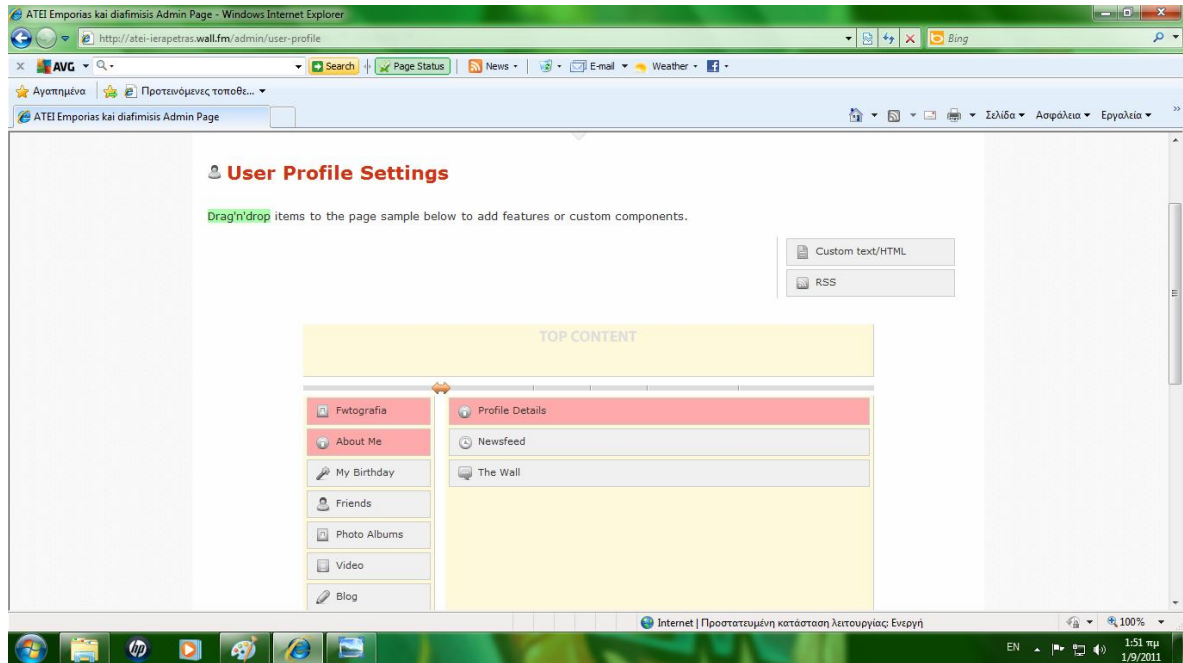 ATEI Emporias kai diafimisis Admin Page - Windows Internet Explorer
http://atei-ierapetras.wall.fm/admin/user-profile
Bing
AVG Search Page Status News E-mail Weather
Αγαπημένα Προτεινόμενες τοποθε...
ATEI Emporias kai diafimisis Admin Page Σελίδα Ασφάλεια Εργαλεία
User Profile Settings
Drag'n'drop items to the page sample below to add features or custom components.
Custom text/HTML
RSS
TOP CONTENT
Fwtografia Profile Details
About Me Newsfeed
My Birthday The Wall
Friends
Photo Albums
Video
Blog
Internet | Προστατευμένη κατάσταση λειτουργίας: Ενεργή 100%
EN 1:51 πμ
1/9/2011